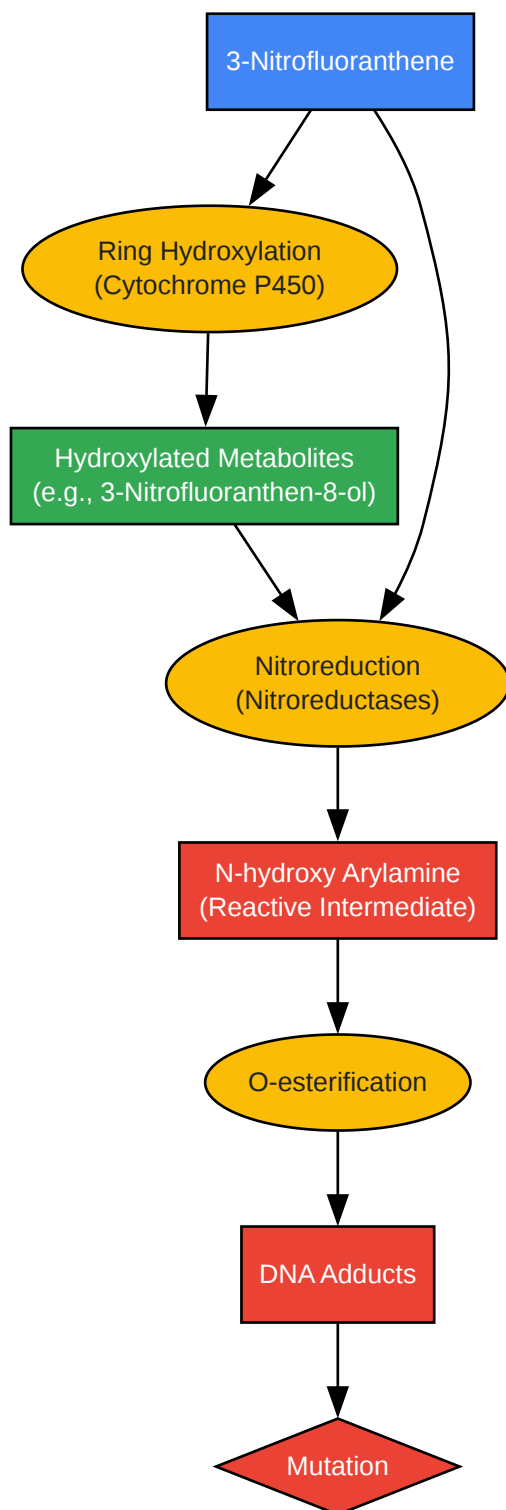 3-Nitrofluoranthene
Ring Hydroxylation
(Cytochrome P450)
Hydroxylated Metabolites
(e.g., 3-Nitrofluoranthen-8-ol)
Nitroreduction
(Nitroreductases)
N-hydroxy Arylamine
(Reactive Intermediate)
O-esterification
DNA Adducts
Mutation